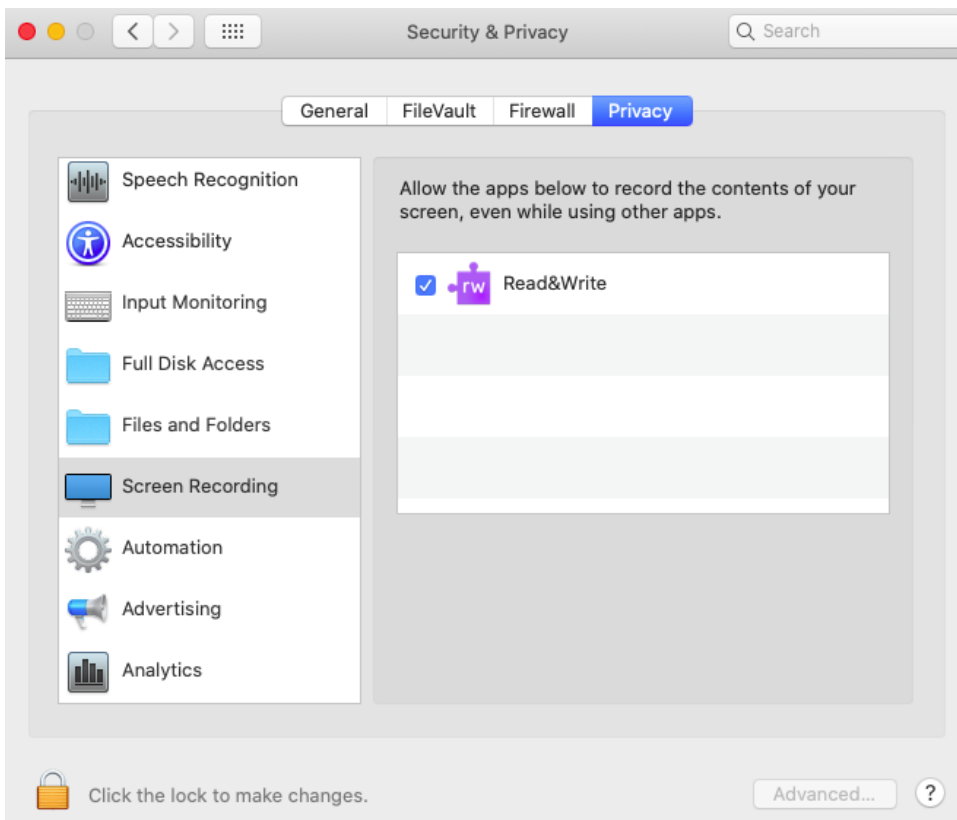 Security & Privacy
Search
General
FileVault
Firewall
Privacy
Speech Recognition
Accessibility
Input Monitoring
Full Disk Access
Files and Folders
Screen Recording
Automation
Advertising
Analytics
Allow the apps below to record the contents of your
screen, even while using other apps.
rw
Read&Write
Click the lock to make changes.
Advanced...
?